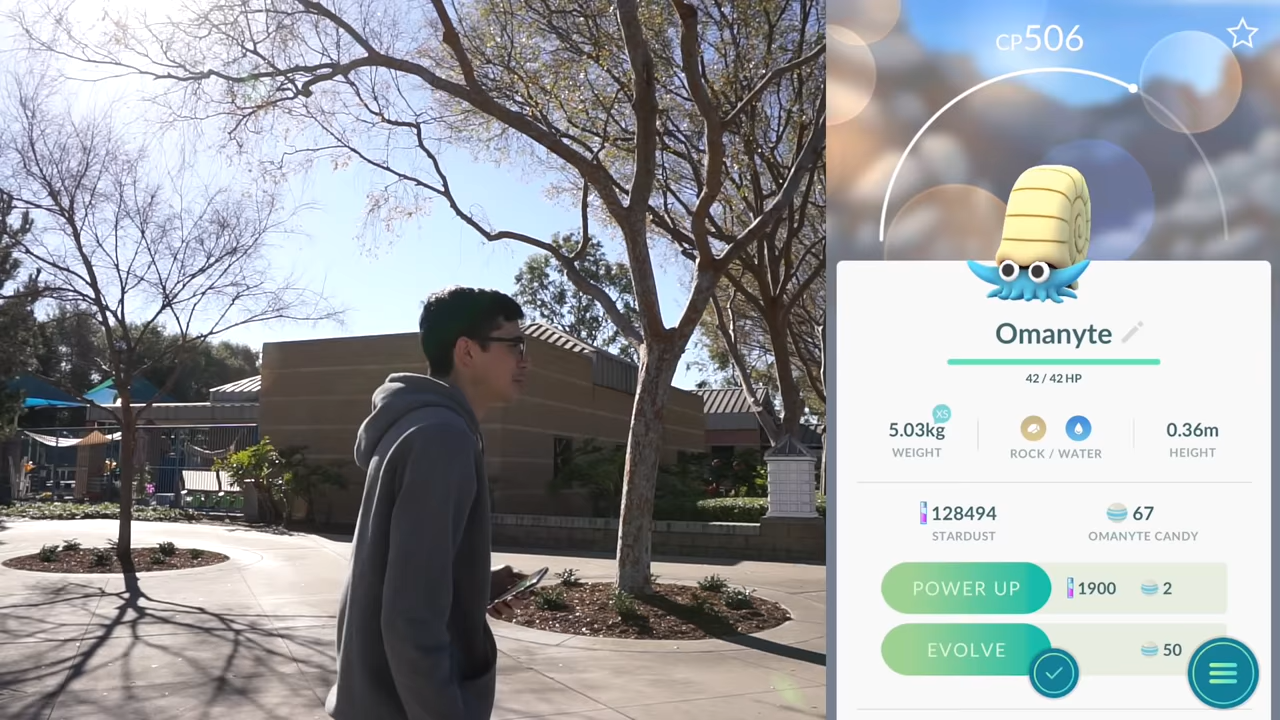 CP506
Omanyte
42 / 42 HP
XS
5.03kg
WEIGHT
ROCK / WATER
0.36m
HEIGHT
128494
STARDUST
67
OMANYTE CANDY
POWER UP 1900 2
EVOLVE 50